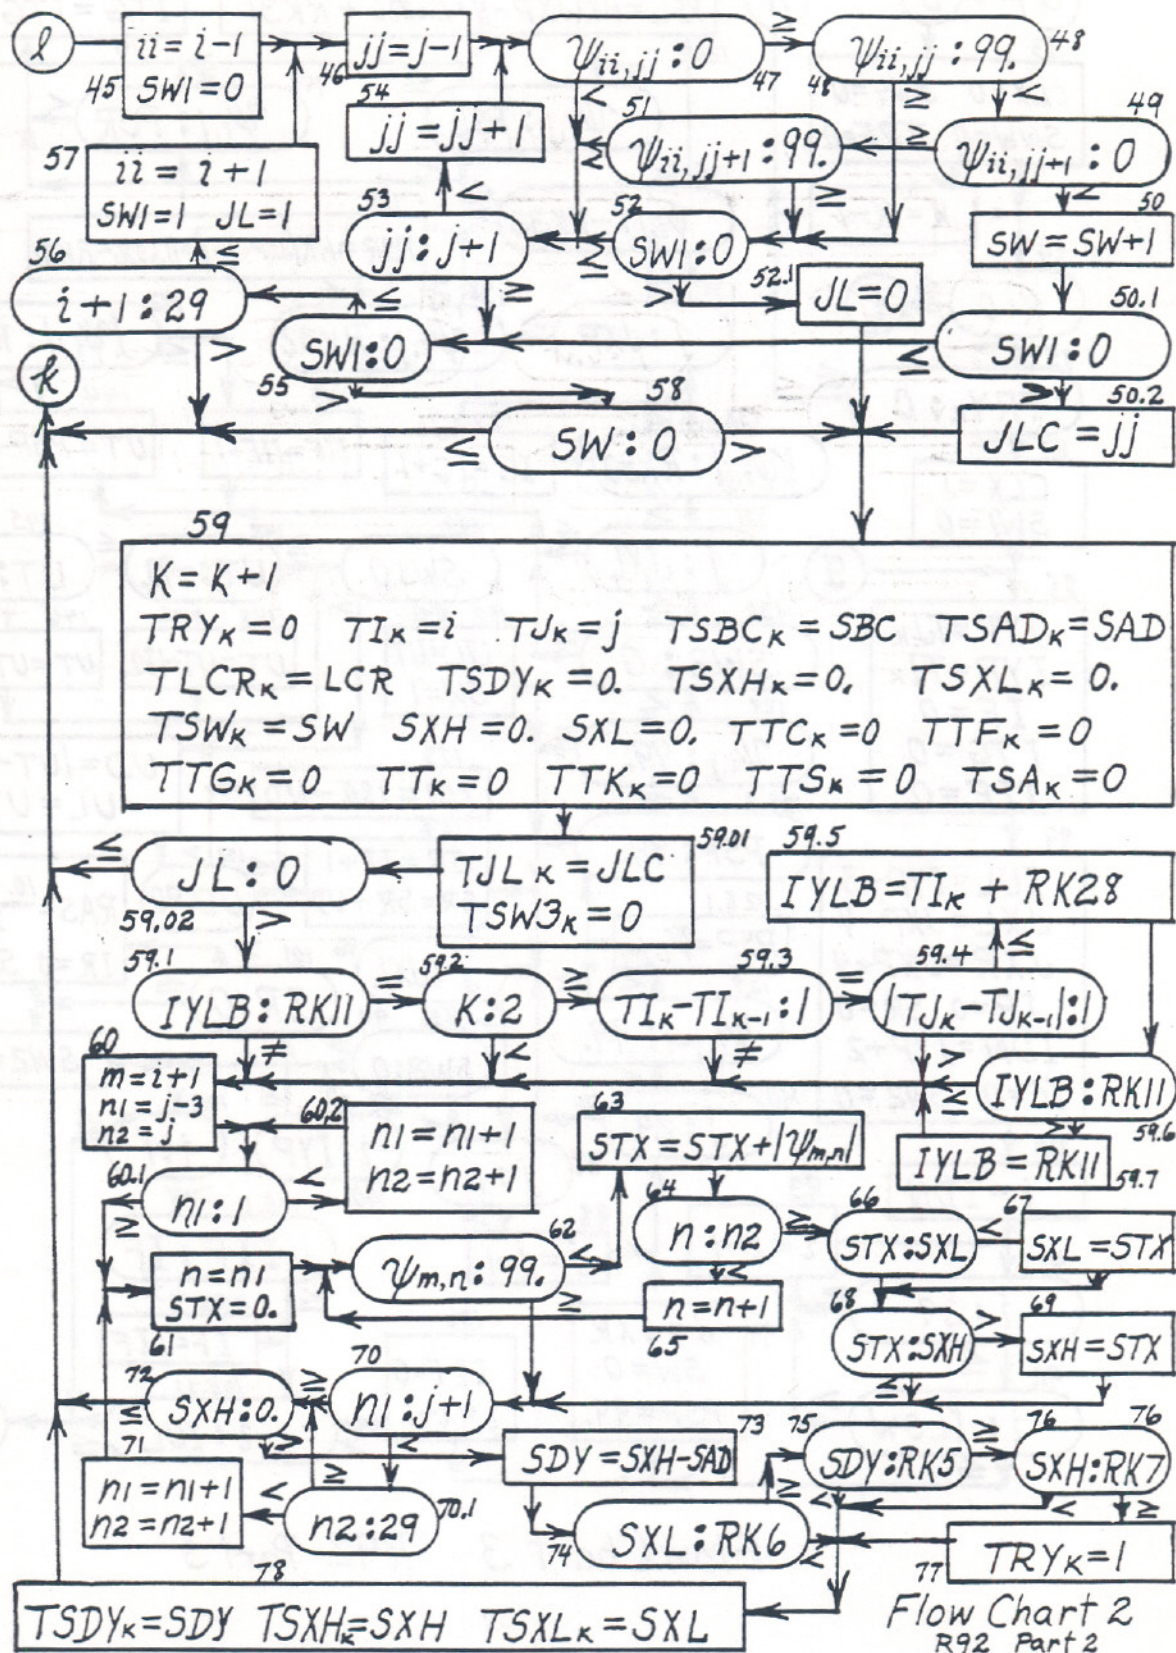 l
ii = i-1
SW1 = 0
45
jj = j-1
46
ψii,jj : 0
≥
<
47
ψii,jj : 99.
48
48
≥
<
54
jj = jj+1
51
ψii,jj+1 : 99.
≥
≥
49
ψii,jj+1 : 0
<
57
ii = i+1
SW1=1 JL=1
53
jj : j+1
<
≥
52
SW1:0
≤
>
50
SW = SW+1
56
i+1 : 29
≤
>
52.1
JL=0
50.1
SW1:0
≤
>
k
SW1:0
≤
55
>
58
SW : 0
≤
>
50.2
JLC = jj
59
K = K+1
TRYK = 0 TIK = i TJK = j TSBCK = SBC TSADK = SAD
TLCRK = LCR TSDYK = 0. TSXHK = 0. TSXLK = 0.
TSWK = SW SXH = 0. SXL = 0. TTCK = 0 TTFK = 0
TTGK = 0 TTK = 0 TTKK = 0 TTSK = 0 TSAK = 0
≤
JL : 0
59.02
>
59.01
TJLK = JLC
TSW3K = 0
59.5
IYLB = TIK + RK28
59.1
IYLB : RK11
=
≠
59.2
K : 2
≥
<
59.3
TIK-TIK-1 : 1
=
≠
59.4
|TJK-TJK-1| : 1
≤
>
60
m = i+1
n1 = j-3
n2 = j
60.2
n1 = n1+1
n2 = n2+1
63
STX = STX+|ψm,n|
IYLB : RK11
≤
>
59.6
IYLB = RK11
59.7
60.1
n1 : 1
<
≥
62
ψm,n : 99.
<
≥
64
n : n2
≥
<
66
STX : SXL
<
67
SXL = STX
n = n1
STX = 0.
61
n = n+1
65
68
STX : SXH
>
≤
69
SXH = STX
72
SXH : 0.
≤
>
70
n1 : j+1
≥
<
73
SDY = SXH-SAD
75
SDY : RK5
≥
<
76
76
SXH : RK7
<
≥
71
n1 = n1+1
n2 = n2+1
<
≥
n2 : 29
70.1
74
SXL : RK6
≥
<
77
TRYK = 1
78
TSDYK = SDY TSXHK = SXH TSXLK = SXL
Flow Chart 2
R92 Part 2